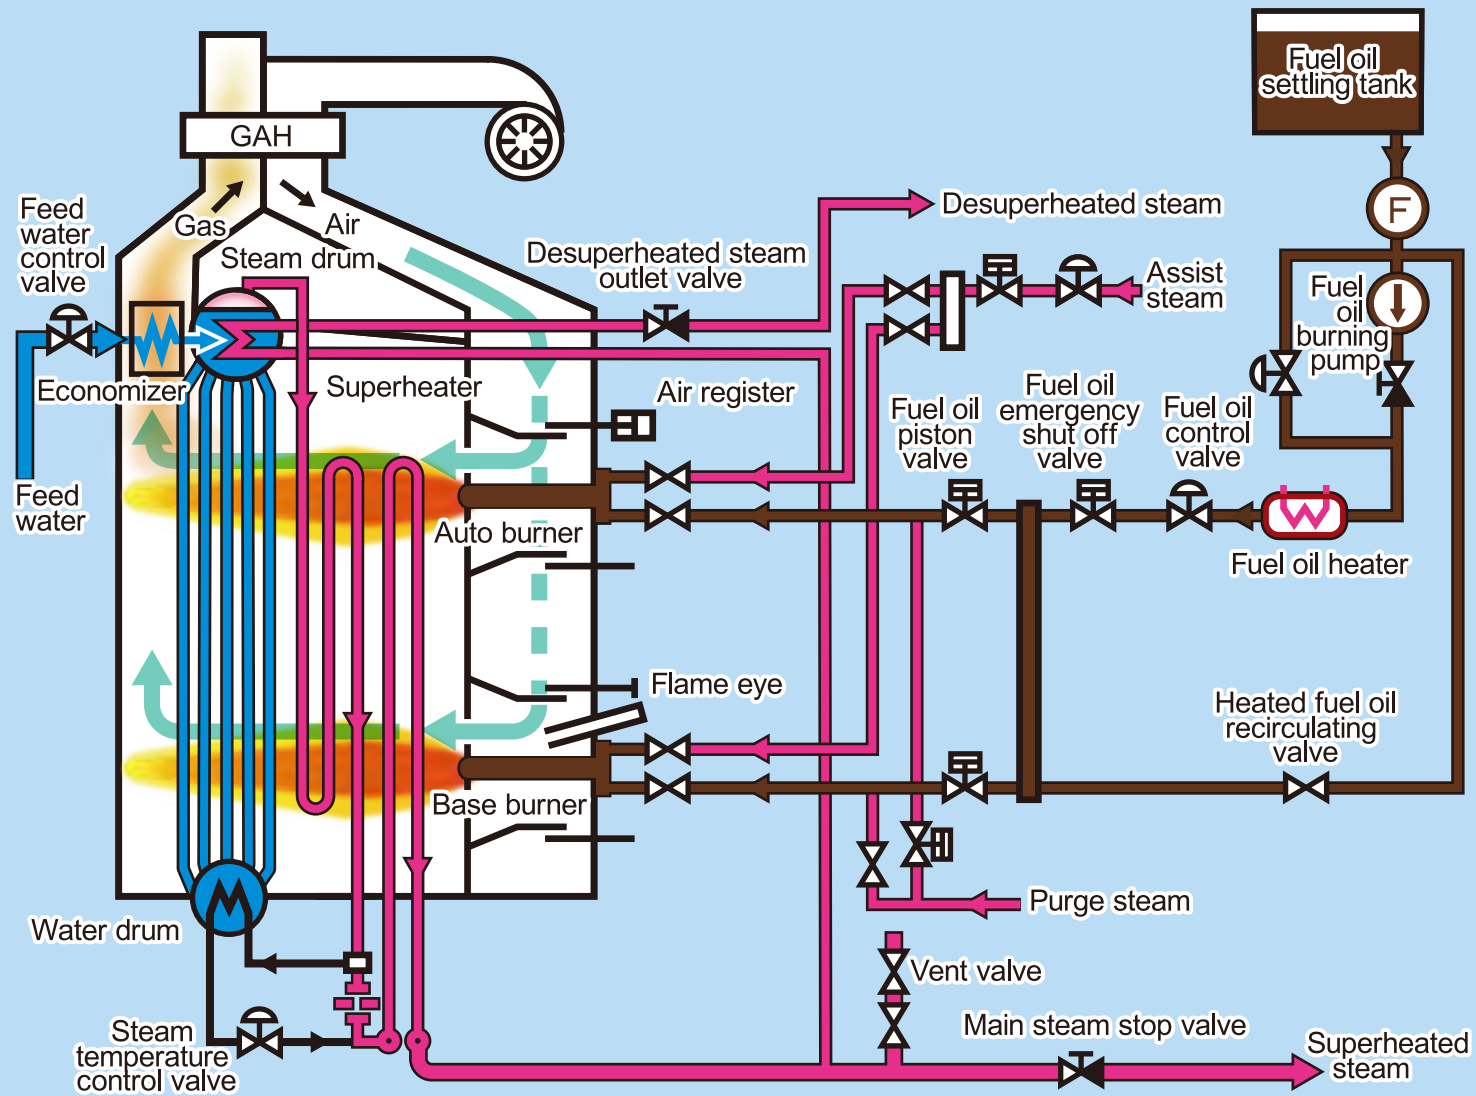 Fuel oil
settling tank
GAH
F
Gas
Air
Feed
water
control
valve
Steam drum
Desuperheated steam
outlet valve
Desuperheated steam
Assist
steam
Fuel
oil
burning
pump
Economizer
Superheater
Air register
Fuel oil
piston
valve
Fuel oil
emergency
shut off
valve
Fuel oil
control
valve
Feed
water
Auto burner
Fuel oil heater
Flame eye
Heated fuel oil
recirculating
valve
Base burner
Purge steam
Water drum
Vent valve
Steam
temperature
control valve
Main steam stop valve
Superheated
steam